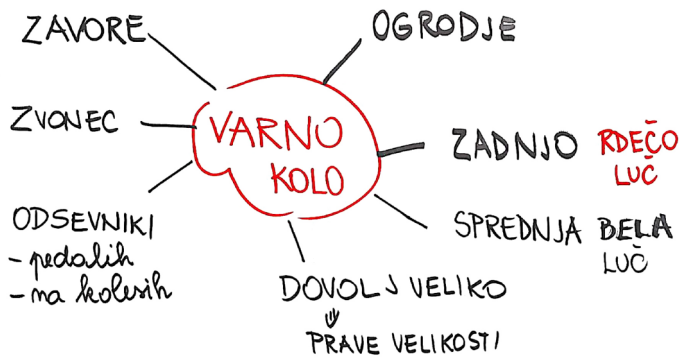 ZAVORE
OGRODJE
ZVONEC
VARNO
KOLO
ZADNJO RDEČO
LUČ
ODSEVNIKI
- pedalih
- na kolesih
SPREDNJA BELA
LUČ
DOVOLJ VELIKO
PRAVE VELIKOSTI